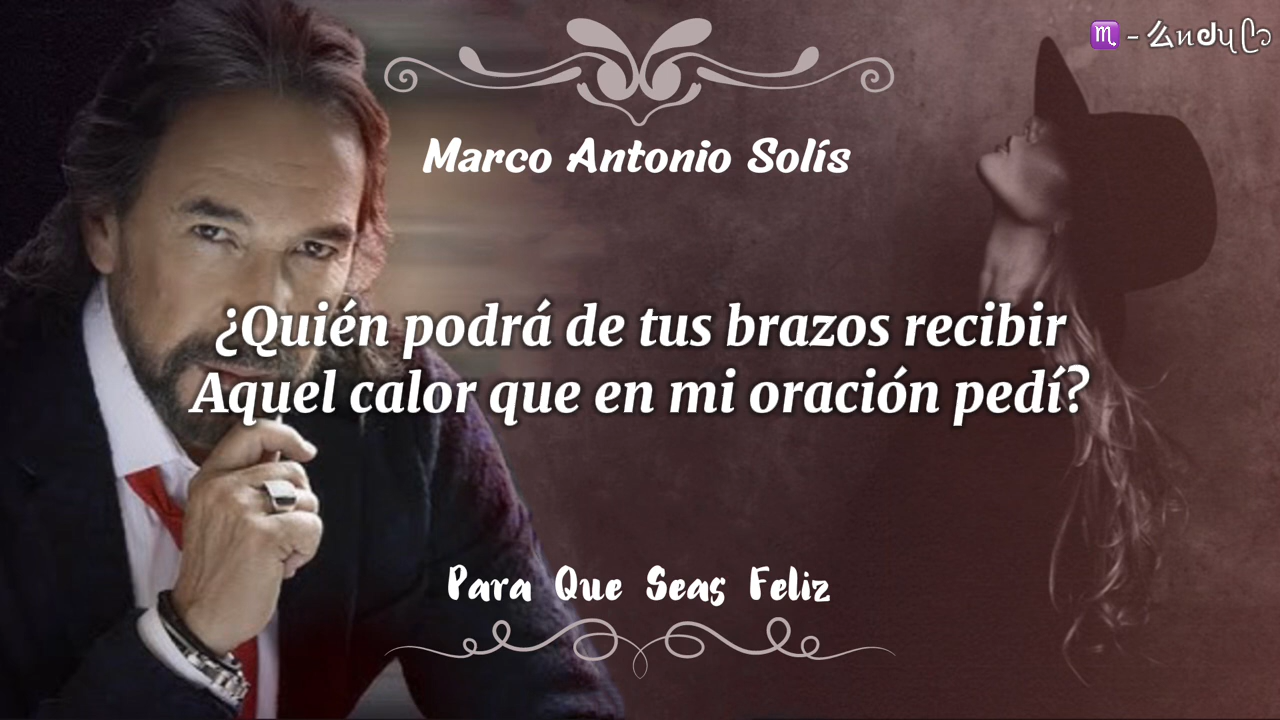 ♏ - 𝓐ndy ღ
Marco Antonio Solís
¿Quién podrá de tus brazos recibir
Aquel calor que en mi oración pedí?
Para Que Seas Feliz